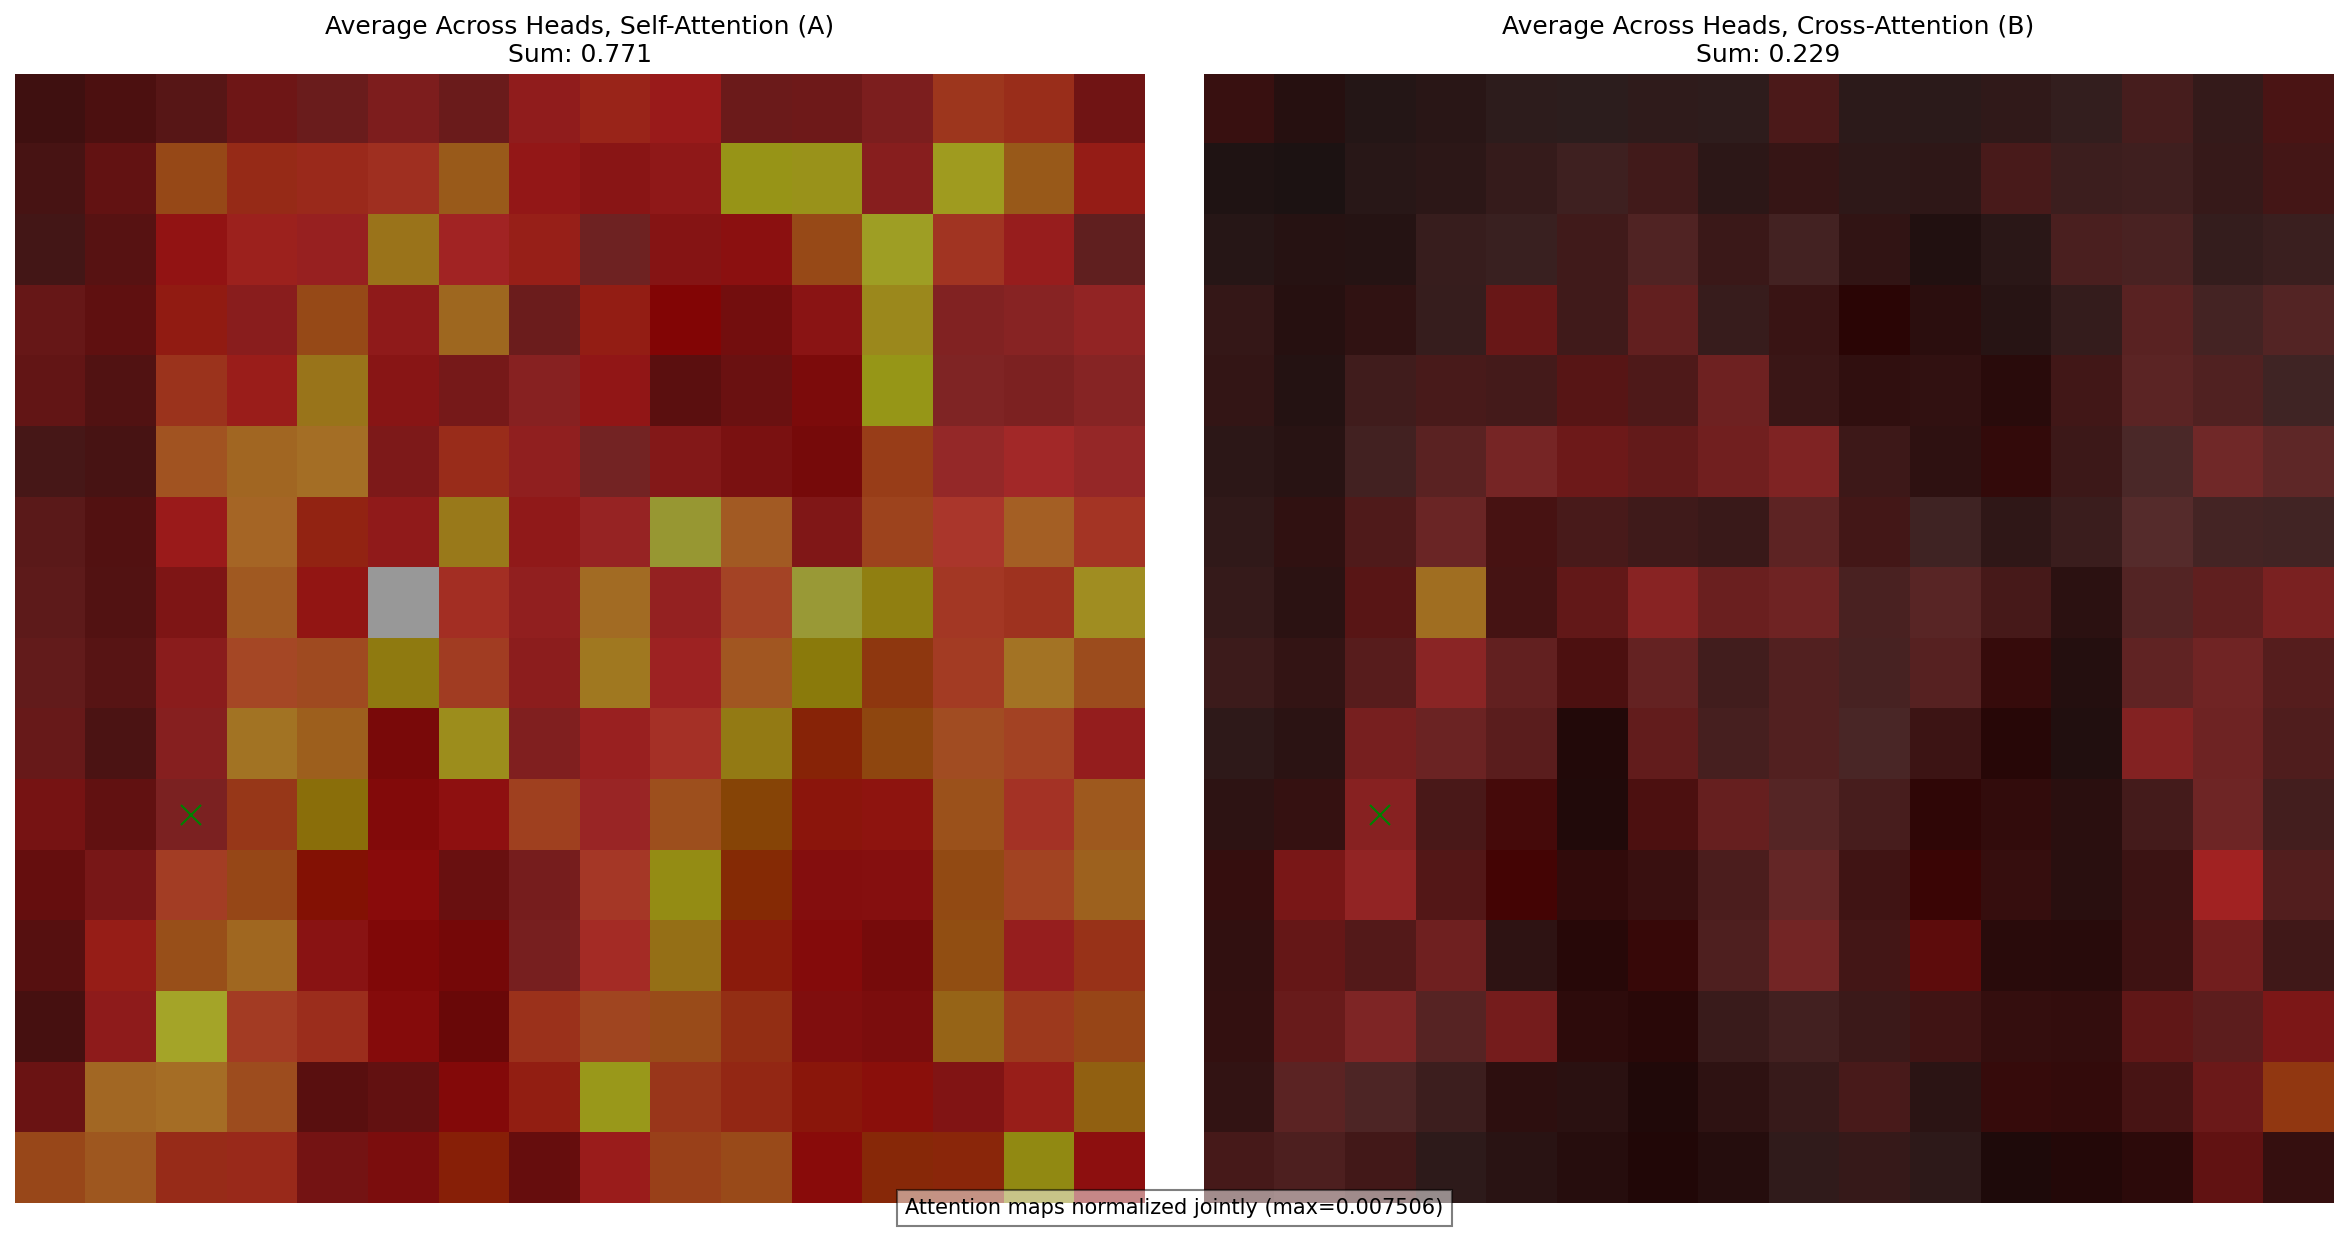 Average Across Heads, Self-Attention (A)
Sum: 0.771
Average Across Heads, Cross-Attention (B)
Sum: 0.229
Attention maps normalized jointly (max=0.007506)